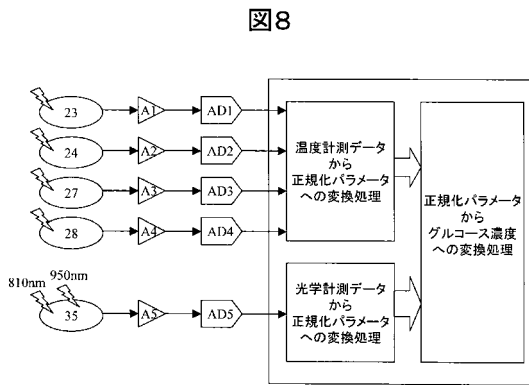 図8
23 A1 AD1
24 A2 AD2
27 A3 AD3
28 A4 AD4
温度計測データ
から
正規化パラメータ
への変換処理
正規化パラメータ
から
グルコース濃度
への変換処理
950nm
810nm
35 A5 AD5
光学計測データ
から
正規化パラメータ
への変換処理